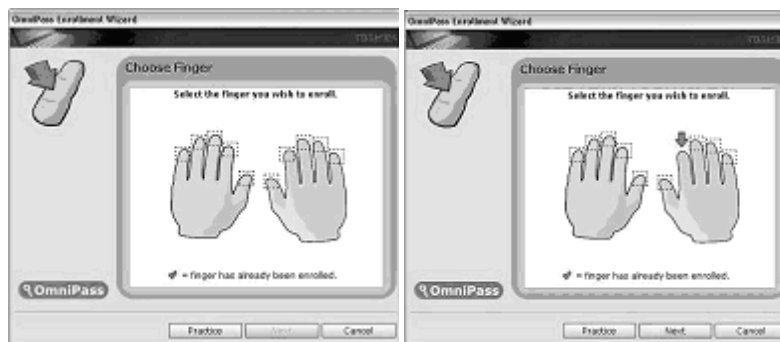 OmniPass Enrollment Wizard
TOSHIBA
Choose Finger
Select the finger you wish to enroll.
= finger has already been enrolled.
OmniPass
Practice
Next
Cancel
OmniPass Enrollment Wizard
Choose Finger
Select the finger you wish to enroll.
= finger has already been enrolled.
OmniPass
Practice
Next
Cancel